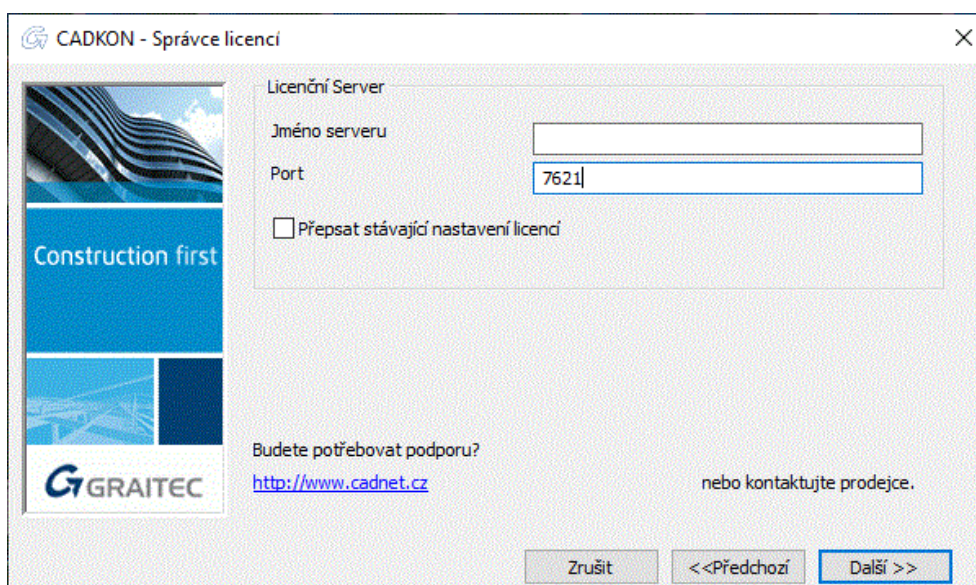 CADKON - Správce licencí
Licenční Server
Jméno serveru
Port
7621
Přepsat stávající nastavení licencí
Construction first
GRAITEC
Budete potřebovat podporu?
http://www.cadnet.cz
nebo kontaktujte prodejce.
Zrušit
<<Předchozí
Další >>